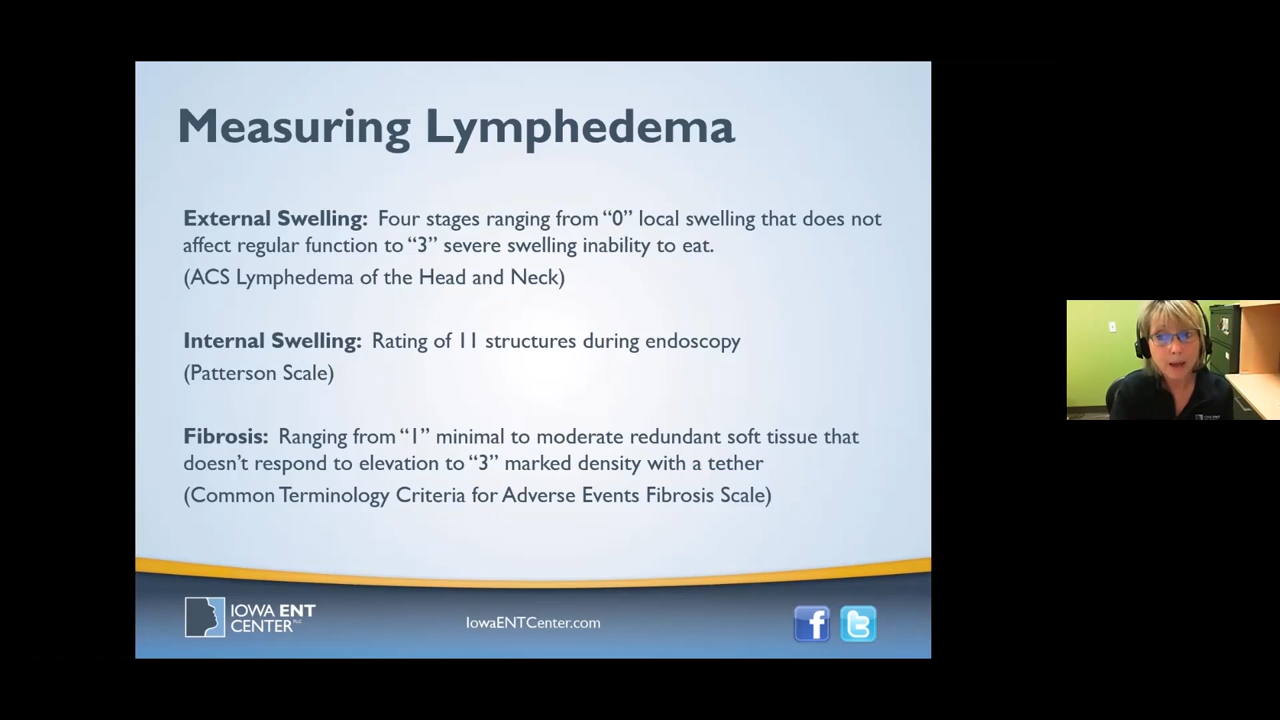 Measuring Lymphedema
External Swelling: Four stages ranging from “0” local swelling that does not
affect regular function to “3” severe swelling inability to eat.
(ACS Lymphedema of the Head and Neck)
Internal Swelling: Rating of 11 structures during endoscopy
(Patterson Scale)
Fibrosis: Ranging from “1” minimal to moderate redundant soft tissue that
doesn’t respond to elevation to “3” marked density with a tether
(Common Terminology Criteria for Adverse Events Fibrosis Scale)
IOWA ENT
CENTER PLC
IowaENTCenter.com